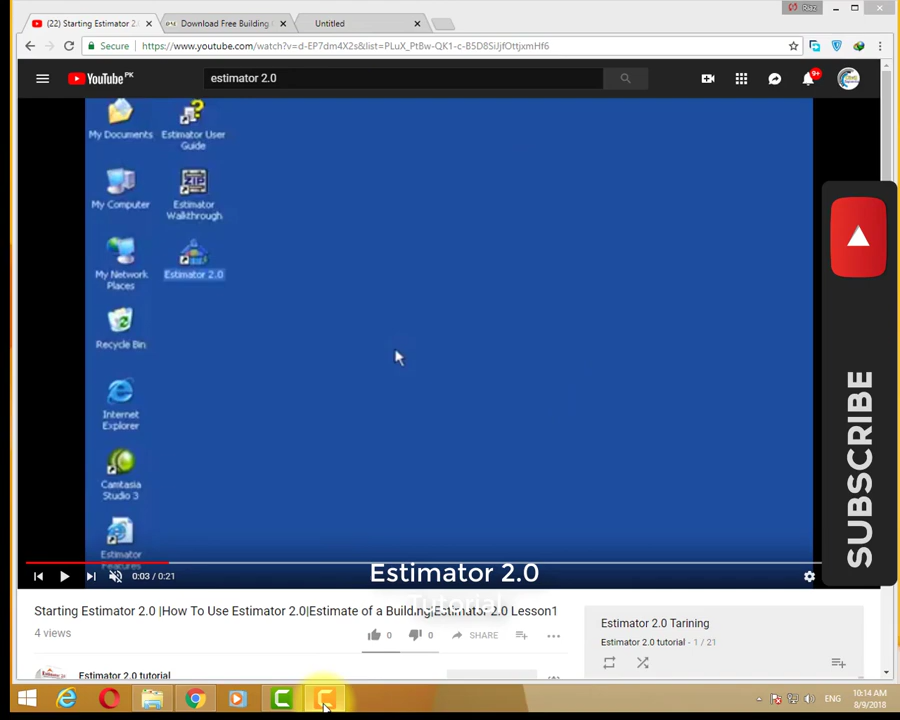 (22) Starting Estimator 2.
Download Free Building
Untitled
Riaz
Secure
https://www.youtube.com/watch?v=d-EP7dm4X2s&list=PLuX_PtBw-QK1-c-B5D8SiJjfOttjxmHf6
YouTube PK
estimator 2.0
9+
My Documents
Estimator User Guide
My Computer
ZIP
Estimator Walkthrough
My Network Places
Estimator 2.0
Recycle Bin
Internet Explorer
Camtasia Studio 3
Estimator Features
SUBSCRIBE
Estimator 2.0
Tutorial
0:03 / 0:21
Starting Estimator 2.0 |How To Use Estimator 2.0|Estimate of a Building|Estimator 2.0 Lesson1
4 views
0
0
SHARE
Estimator 2.0 Tarining
Estimator 2.0 tutorial - 1 / 21
Estimator 2.0 tutorial
ENG
10:14 AM
8/9/2018